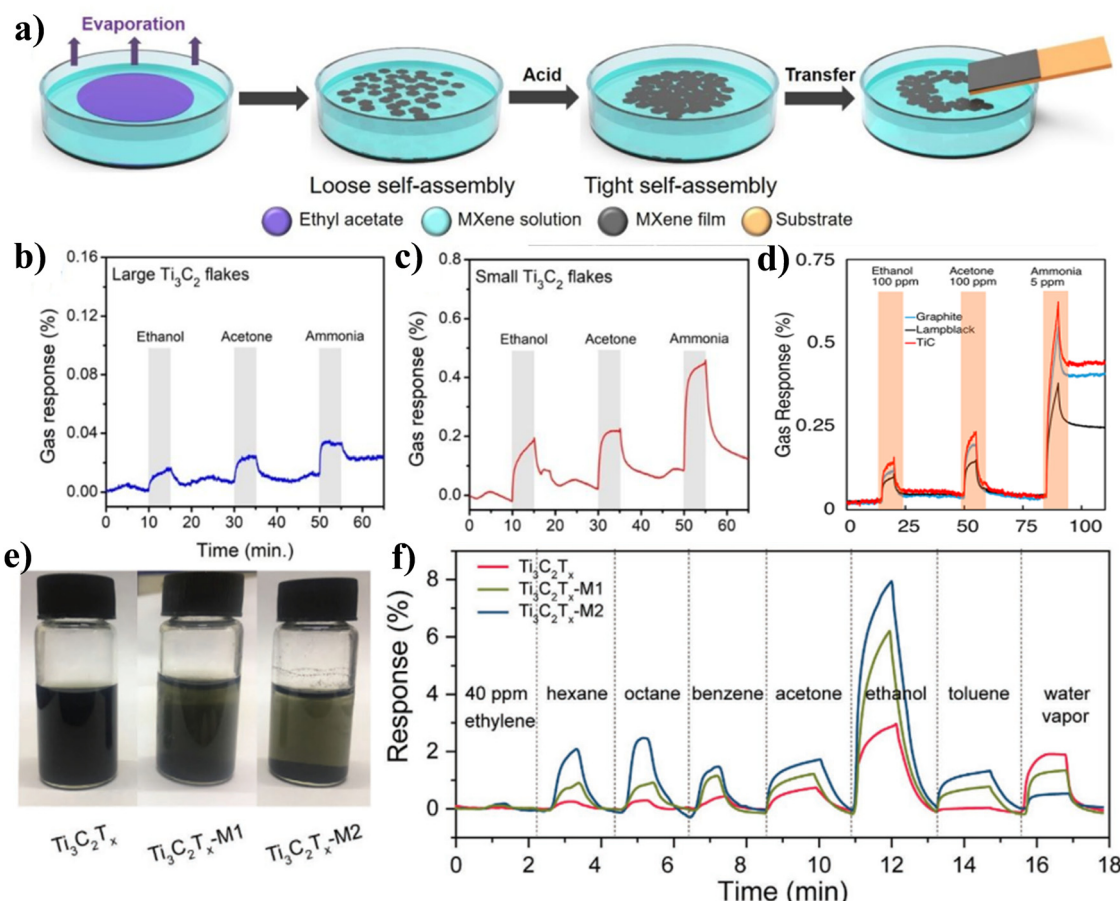 a)
Evaporation
Acid
Transfer
Loose self-assembly
Tight self-assembly
Ethyl acetate
MXene solution
MXene film
Substrate
b)
Large Ti₃C₂ flakes
Ethanol
Acetone
Ammonia
Gas response (%)
0.16
0.12
0.08
0.04
0.00
0 10 20 30 40 50 60
Time (min.)
c)
Small Ti₃C₂ flakes
Ethanol
Acetone
Ammonia
Gas response (%)
0.8
0.6
0.4
0.2
0.0
0 10 20 30 40 50 60
Time (min.)
d)
Ethanol
100 ppm
Acetone
100 ppm
Ammonia
5 ppm
Graphite
Lampblack
TiC
Gas Response (%)
0.75
0.5
0.25
0
0 25 50 75 100
e)
Ti₃C₂Tₓ
Ti₃C₂Tₓ-M1
Ti₃C₂Tₓ-M2
f)
Ti₃C₂Tₓ
Ti₃C₂Tₓ-M1
Ti₃C₂Tₓ-M2
Response (%)
8
6
4
2
0
40 ppm
ethylene
hexane
octane
benzene
acetone
ethanol
toluene
water
vapor
0 2 4 6 8 10 12 14 16 18
Time (min)